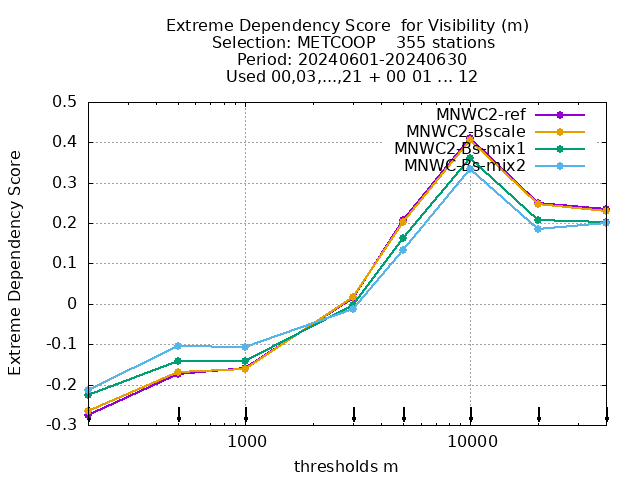 Extreme Dependency Score  for Visibility (m)
Selection: METCOOP    355 stations
Period: 20240601-20240630
Used 00,03,...,21 + 00 01 ... 12
MNWC2-ref
MNWC2-Bscale
MNWC2-Bs-mix1
MNWC-Bs-mix2
Extreme Dependency Score
0.5
0.4
0.3
0.2
0.1
0
-0.1
-0.2
-0.3
1000
10000
thresholds m